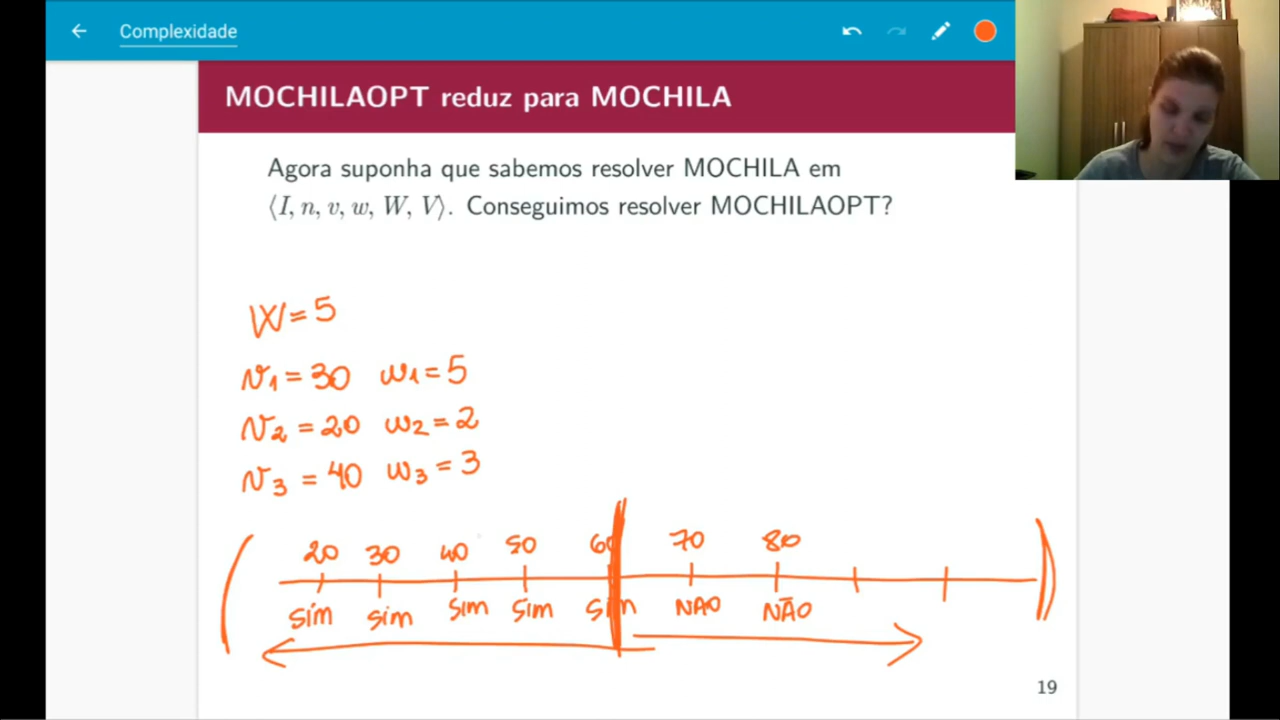 Complexidade
MOCHILAOPT reduz para MOCHILA
Agora suponha que sabemos resolver MOCHILA em
⟨I, n, v, w, W, V⟩. Conseguimos resolver MOCHILAOPT?
W = 5
v1 = 30 w1 = 5
v2 = 20 w2 = 2
v3 = 40 w3 = 3
20 30 40 50 60 70 80
SIM SIM SIM SIM SIM NAO NÃO
19